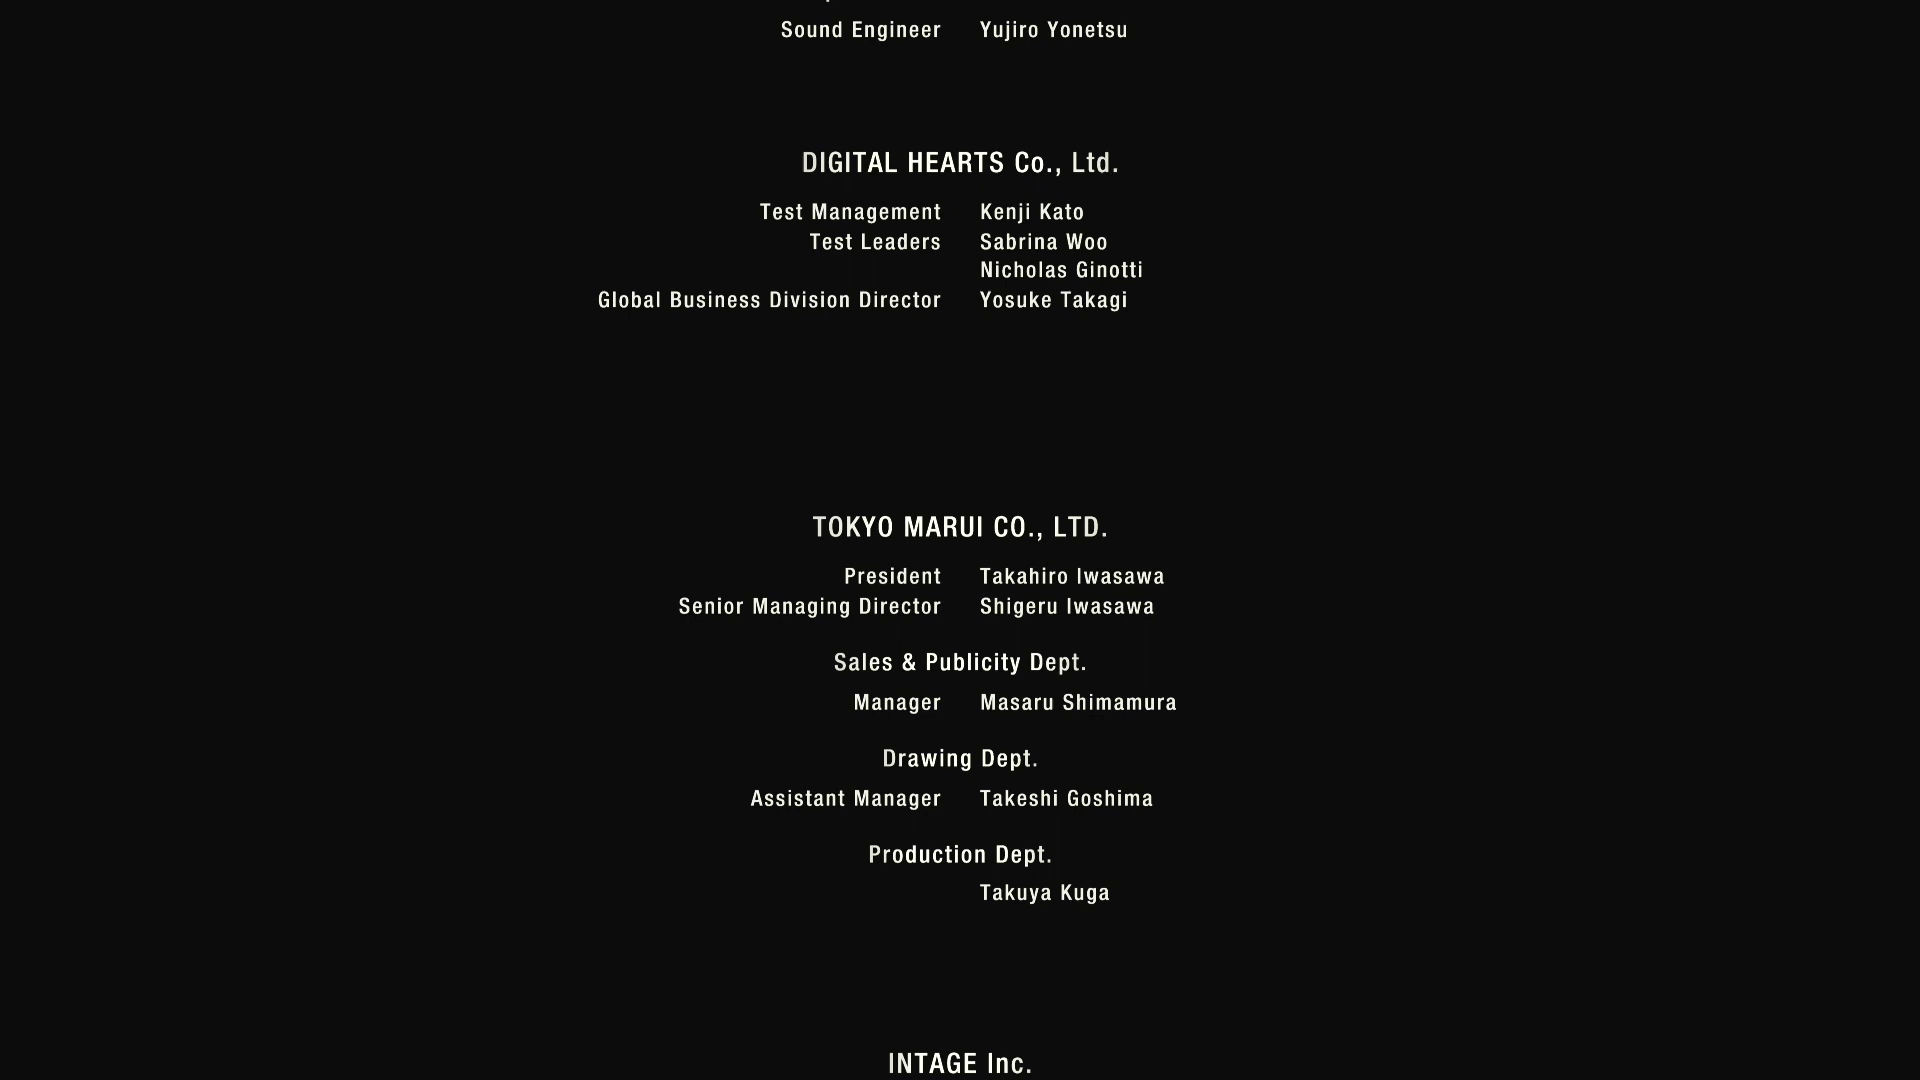 Sound Engineer Yujiro Yonetsu
DIGITAL HEARTS Co., Ltd.
Test Management Kenji Kato
Test Leaders Sabrina Woo
Nicholas Ginotti
Global Business Division Director Yosuke Takagi
TOKYO MARUI CO., LTD.
President Takahiro Iwasawa
Senior Managing Director Shigeru Iwasawa
Sales & Publicity Dept.
Manager Masaru Shimamura
Drawing Dept.
Assistant Manager Takeshi Goshima
Production Dept.
Takuya Kuga
INTAGE Inc.